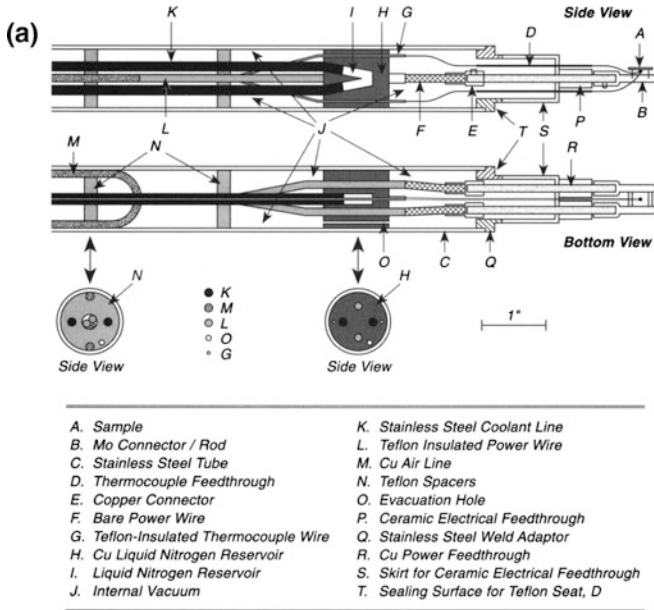 (a)
K I H G Side View
D A
L J F E P B
M N T S R
Bottom View
O C Q
N H
K
M
L
O
G
1"
Side View Side View
A. Sample
B. Mo Connector / Rod
C. Stainless Steel Tube
D. Thermocouple Feedthrough
E. Copper Connector
F. Bare Power Wire
G. Teflon-Insulated Thermocouple Wire
H. Cu Liquid Nitrogen Reservoir
I. Liquid Nitrogen Reservoir
J. Internal Vacuum
K. Stainless Steel Coolant Line
L. Teflon Insulated Power Wire
M. Cu Air Line
N. Teflon Spacers
O. Evacuation Hole
P. Ceramic Electrical Feedthrough
Q. Stainless Steel Weld Adaptor
R. Cu Power Feedthrough
S. Skirt for Ceramic Electrical Feedthrough
T. Sealing Surface for Teflon Seat, D